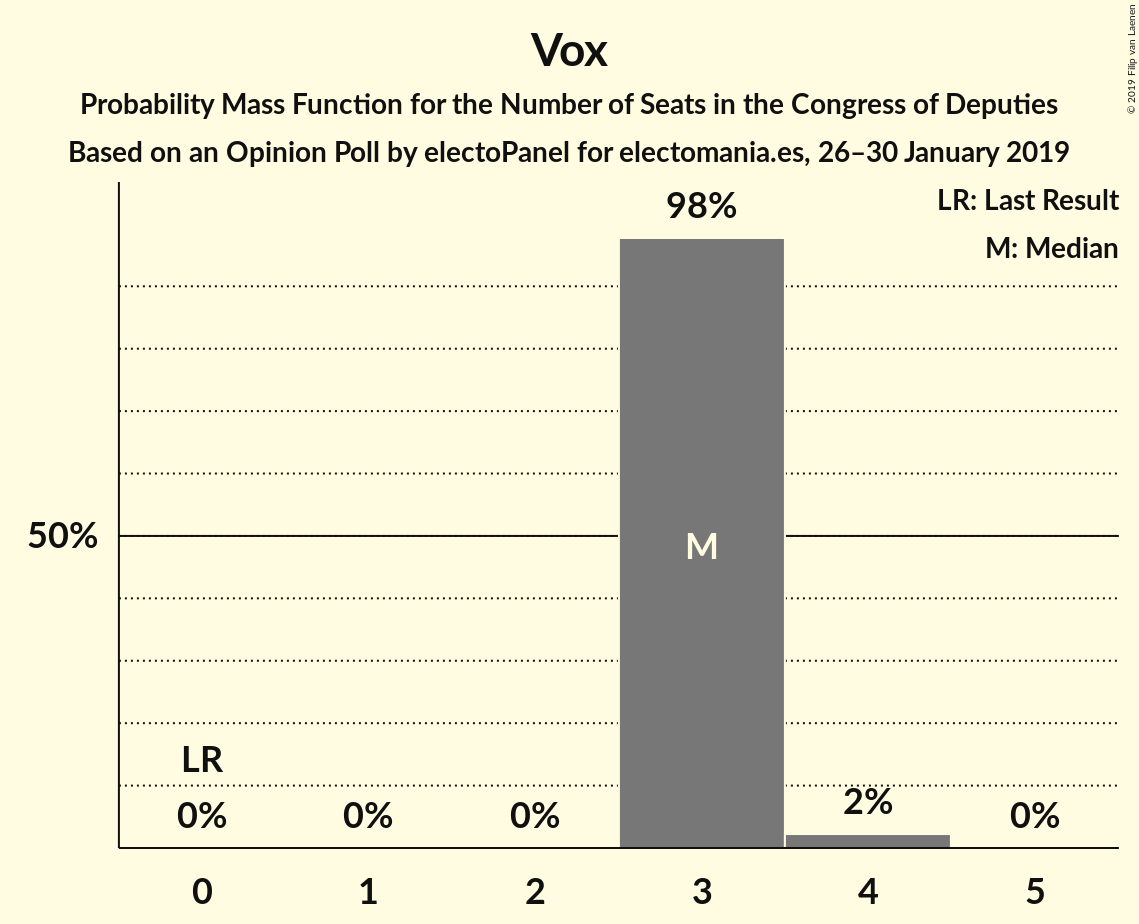 Vox
Probability Mass Function for the Number of Seats in the Congress of Deputies
Based on an Opinion Poll by electoPanel for electomania.es, 26–30 January 2019
© 2019 Filip van Laenen
LR: Last Result
M: Median
98%
50%
M
LR
0%
0%
0%
2%
0%
0
1
2
3
4
5